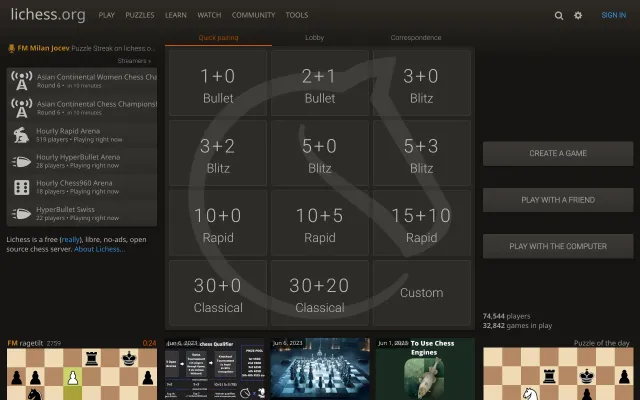 lichess.org
PLAY PUZZLES LEARN WATCH COMMUNITY TOOLS
SIGN IN
FM Milan Jocev Puzzle Streak on lichess o...
Streamers »
Asian Continental Women Chess Cha
Round 6 • in 10 minutes
Asian Continental Chess Champions
Round 6 • in 10 minutes
Hourly Rapid Arena
519 players • Playing right now
Hourly HyperBullet Arena
28 players • Playing right now
Hourly Chess960 Arena
18 players • Playing right now
HyperBullet Swiss
22 players • Playing right now
Lichess is a free (really), libre, no-ads, open
source chess server. About Lichess...
Quick pairing Lobby Correspondence
1+0
Bullet
2+1
Bullet
3+0
Blitz
3+2
Blitz
5+0
Blitz
5+3
Blitz
10+0
Rapid
10+5
Rapid
15+10
Rapid
30+0
Classical
30+20
Classical
Custom
CREATE A GAME
PLAY WITH A FRIEND
PLAY WITH THE COMPUTER
74,544 players
32,842 games in play
FM ragetilt 2759 0:24
Jun 6, 2023
chess Qualifier
PRIZE POOL
Jun 6, 2023
Jun 1, 2023
To Use Chess
Engines
Puzzle of the day